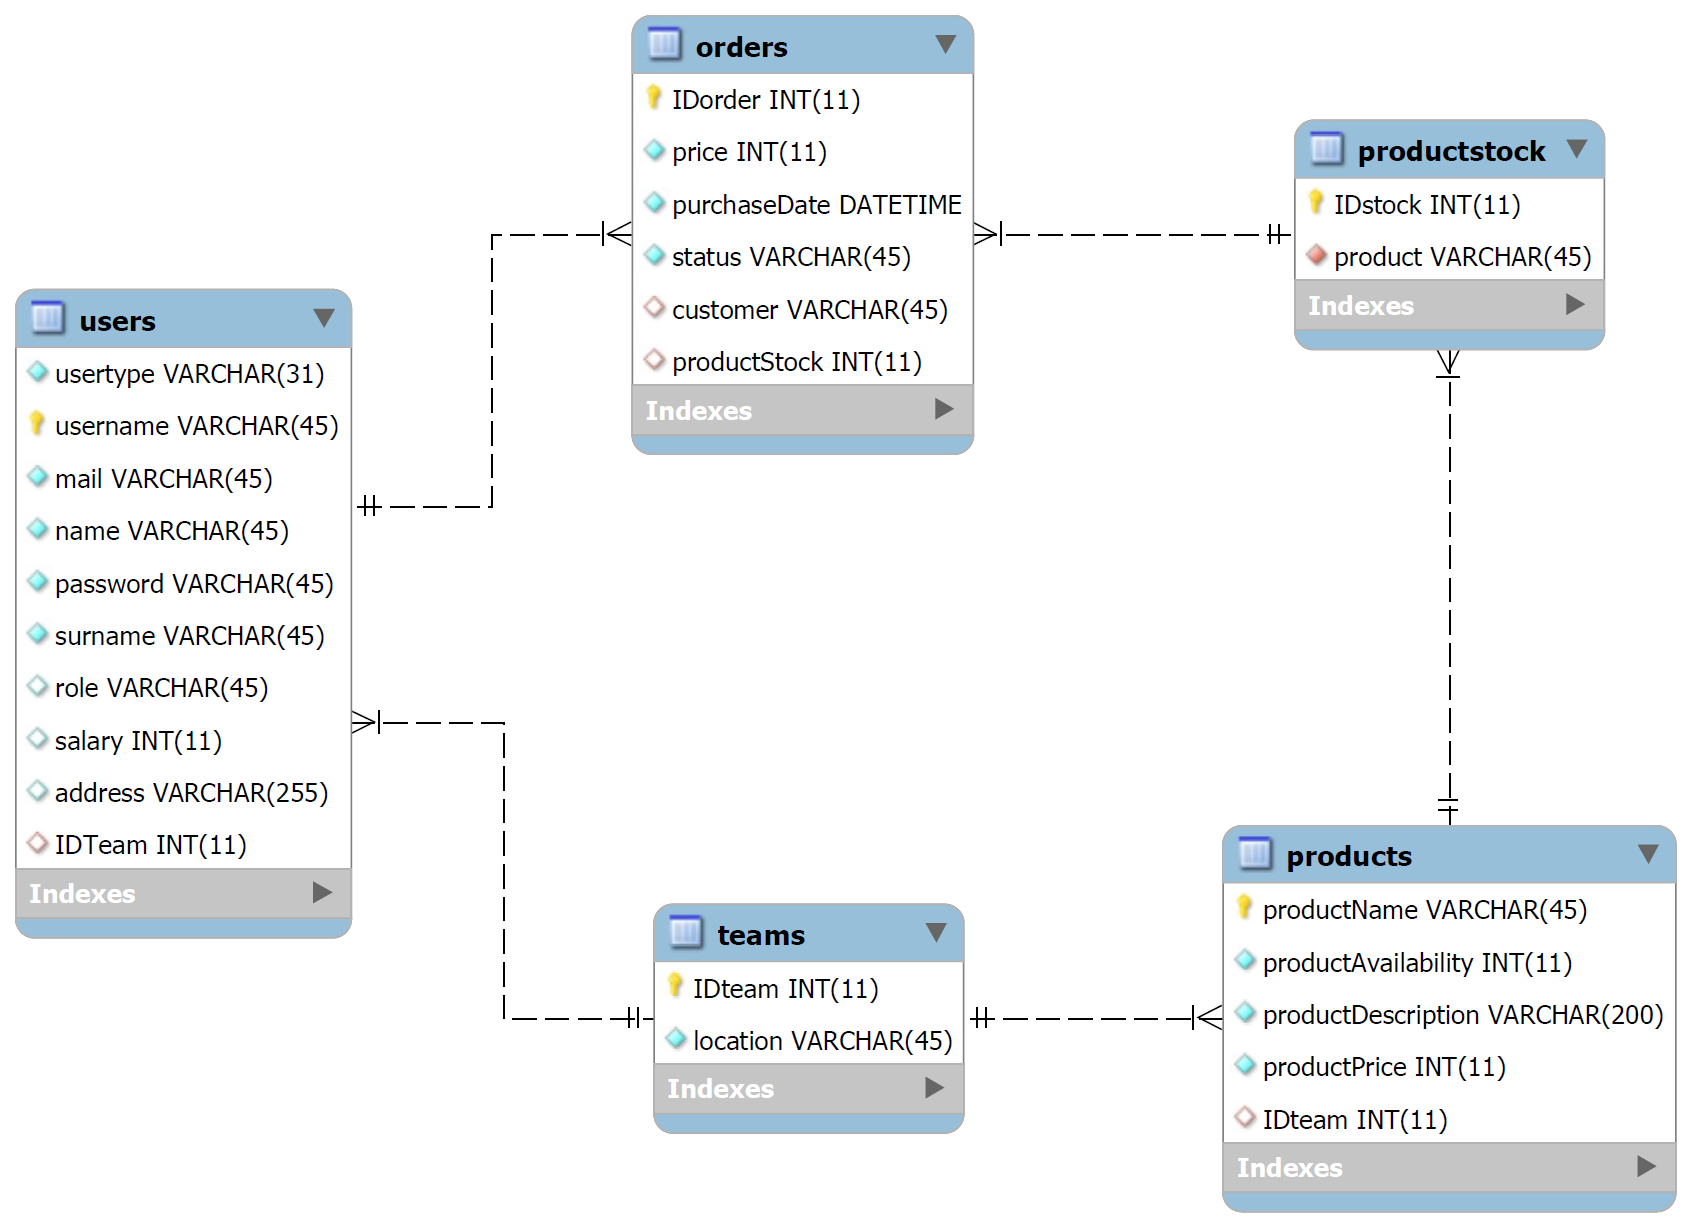 orders
IDorder INT(11)
price INT(11)
purchaseDate DATETIME
status VARCHAR(45)
customer VARCHAR(45)
productStock INT(11)
Indexes
productstock
IDstock INT(11)
product VARCHAR(45)
Indexes
users
usertype VARCHAR(31)
username VARCHAR(45)
mail VARCHAR(45)
name VARCHAR(45)
password VARCHAR(45)
surname VARCHAR(45)
role VARCHAR(45)
salary INT(11)
address VARCHAR(255)
IDTeam INT(11)
Indexes
teams
IDteam INT(11)
location VARCHAR(45)
Indexes
products
productName VARCHAR(45)
productAvailability INT(11)
productDescription VARCHAR(200)
productPrice INT(11)
IDteam INT(11)
Indexes